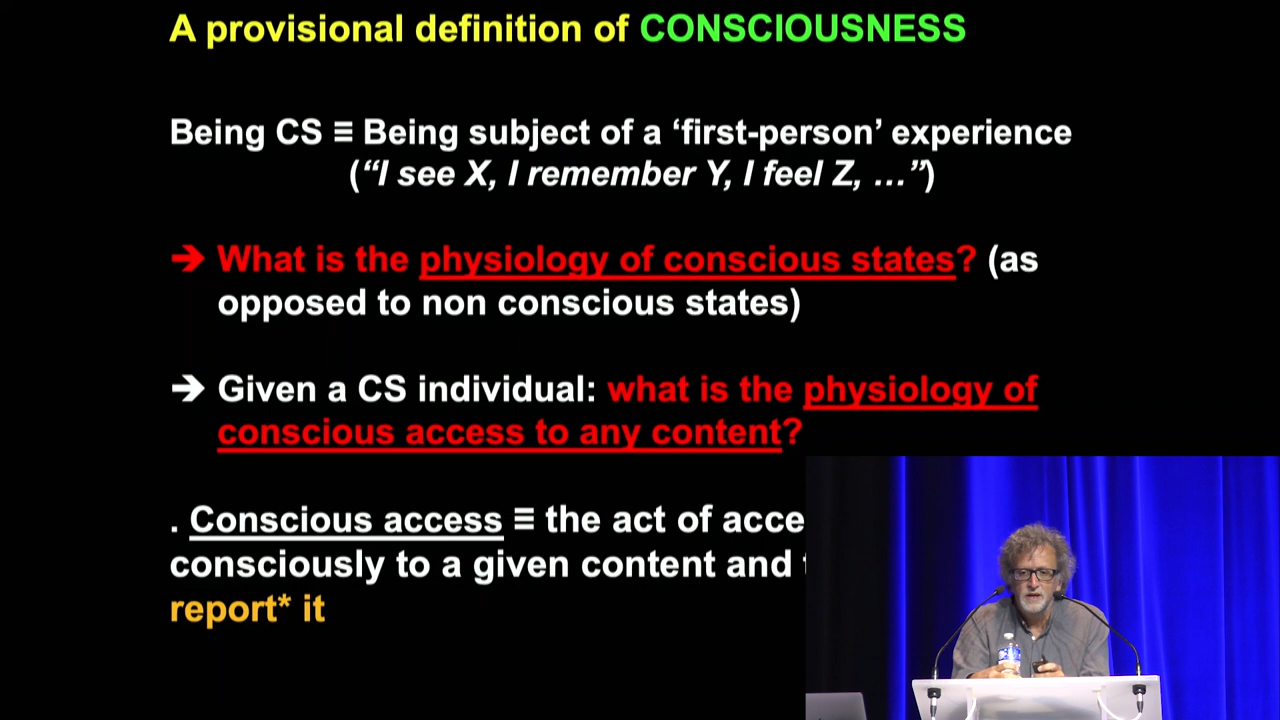 A provisional definition of CONSCIOUSNESS
Being CS ≡ Being subject of a ‘first-person’ experience
(“I see X, I remember Y, I feel Z, …”)
➔ What is the physiology of conscious states? (as
opposed to non conscious states)
➔ Given a CS individual: what is the physiology of
conscious access to any content?
. Conscious access ≡ the act of acce
consciously to a given content and
report* it